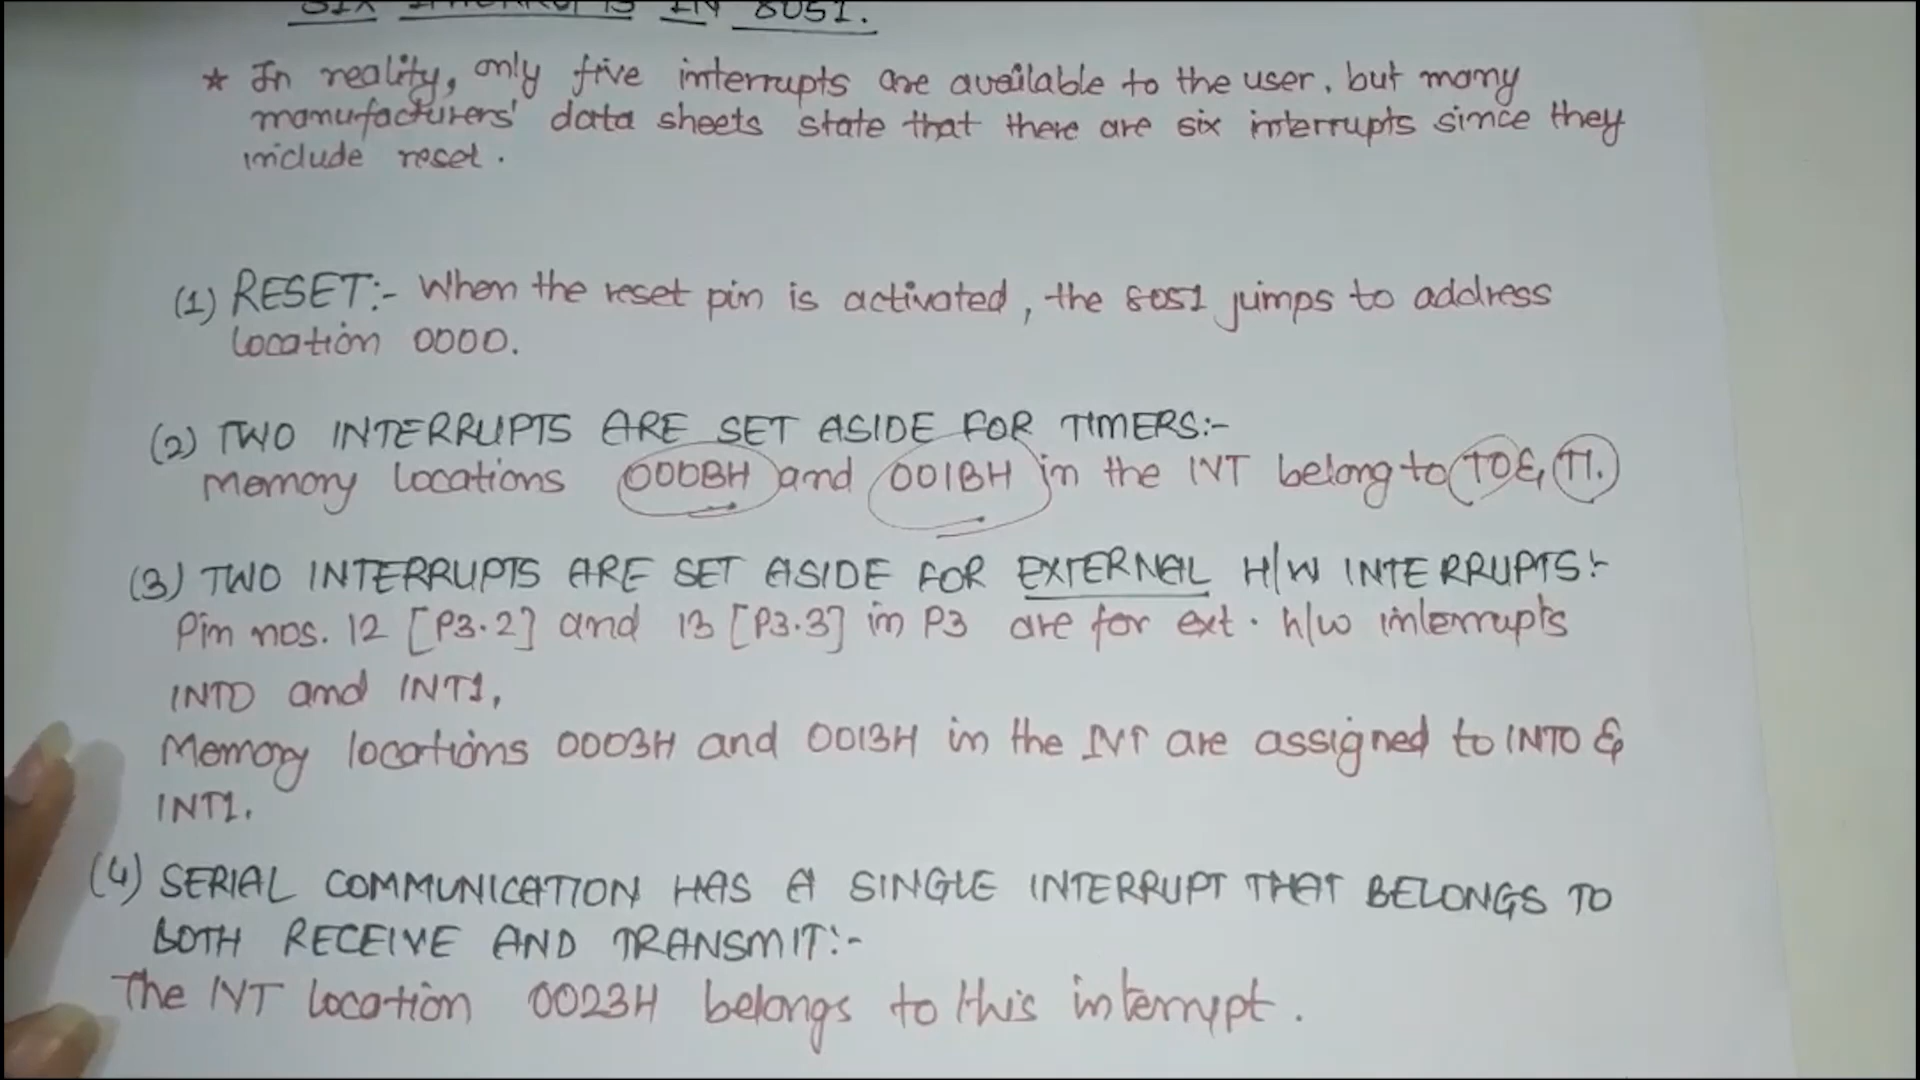 SIX INTERRUPTS IN 8051.
* In reality, only five interrupts are available to the user, but many
manufacturers' data sheets state that there are six interrupts since they
include reset.
(1) RESET:- When the reset pin is activated, the 8051 jumps to address
location 0000.
(2) TWO INTERRUPTS ARE SET ASIDE FOR TIMERS:-
Memory locations 000BH and 001BH in the IVT belong to T0 & T1.
(3) TWO INTERRUPTS ARE SET ASIDE FOR EXTERNAL H/W INTERRUPTS:-
Pin nos. 12 [P3.2] and 13 [P3.3] in P3 are for ext. h/w interrupts
INT0 and INT1,
Memory locations 0003H and 0013H in the IVT are assigned to INT0 &
INT1.
(4) SERIAL COMMUNICATION HAS A SINGLE INTERRUPT THAT BELONGS TO
BOTH RECEIVE AND TRANSMIT:-
The IVT location 0023H belongs to this interrupt.